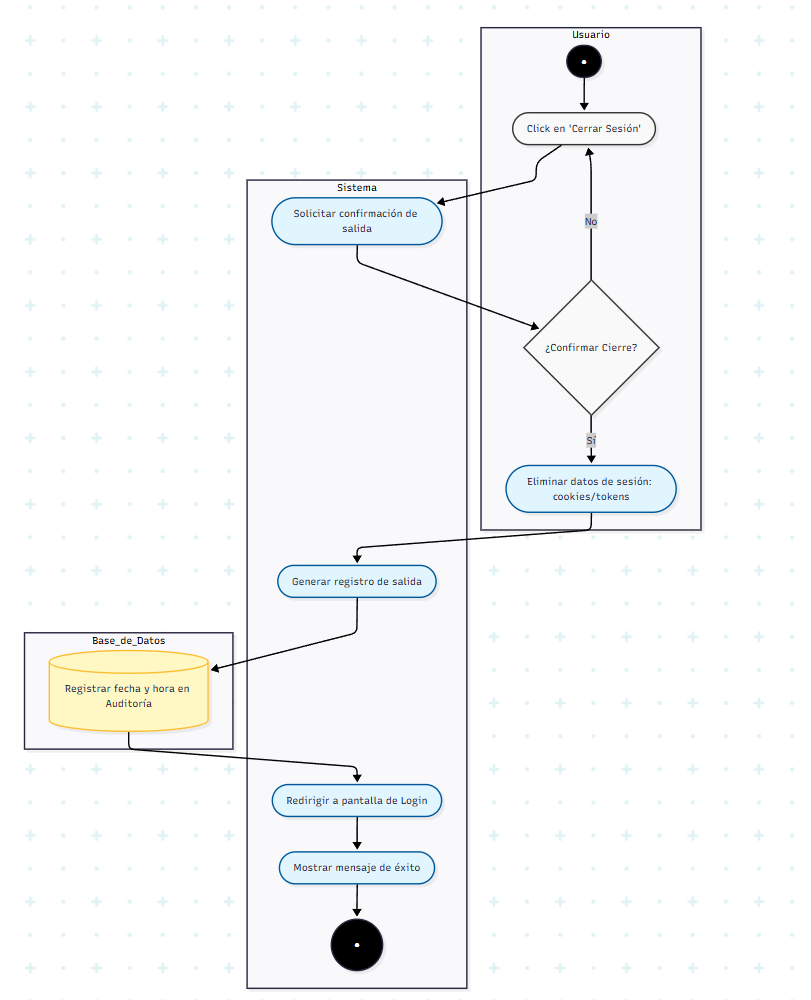 Usuario
Click en 'Cerrar Sesión'
Sistema
Solicitar confirmación de
salida
No
¿Confirmar Cierre?
Sí
Eliminar datos de sesión:
cookies/tokens
Generar registro de salida
Base_de_Datos
Registrar fecha y hora en
Auditoría
Redirigir a pantalla de Login
Mostrar mensaje de éxito